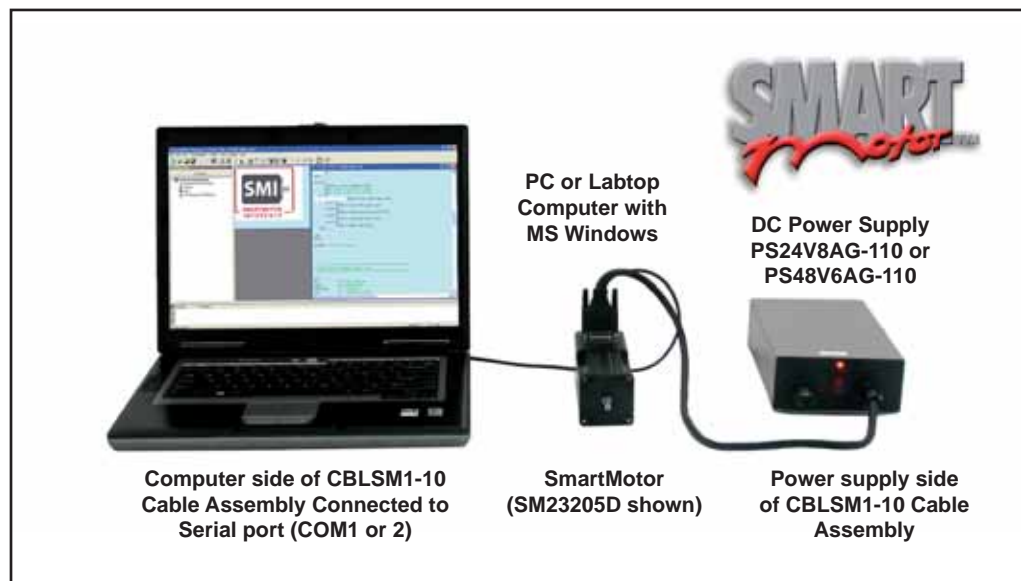 SMART
motor™
PC or Labtop
Computer with
MS Windows
DC Power Supply
PS24V8AG-110 or
PS48V6AG-110
SMI
Computer side of CBLSM1-10
Cable Assembly Connected to
Serial port (COM1 or 2)
SmartMotor
(SM23205D shown)
Power supply side
of CBLSM1-10 Cable
Assembly